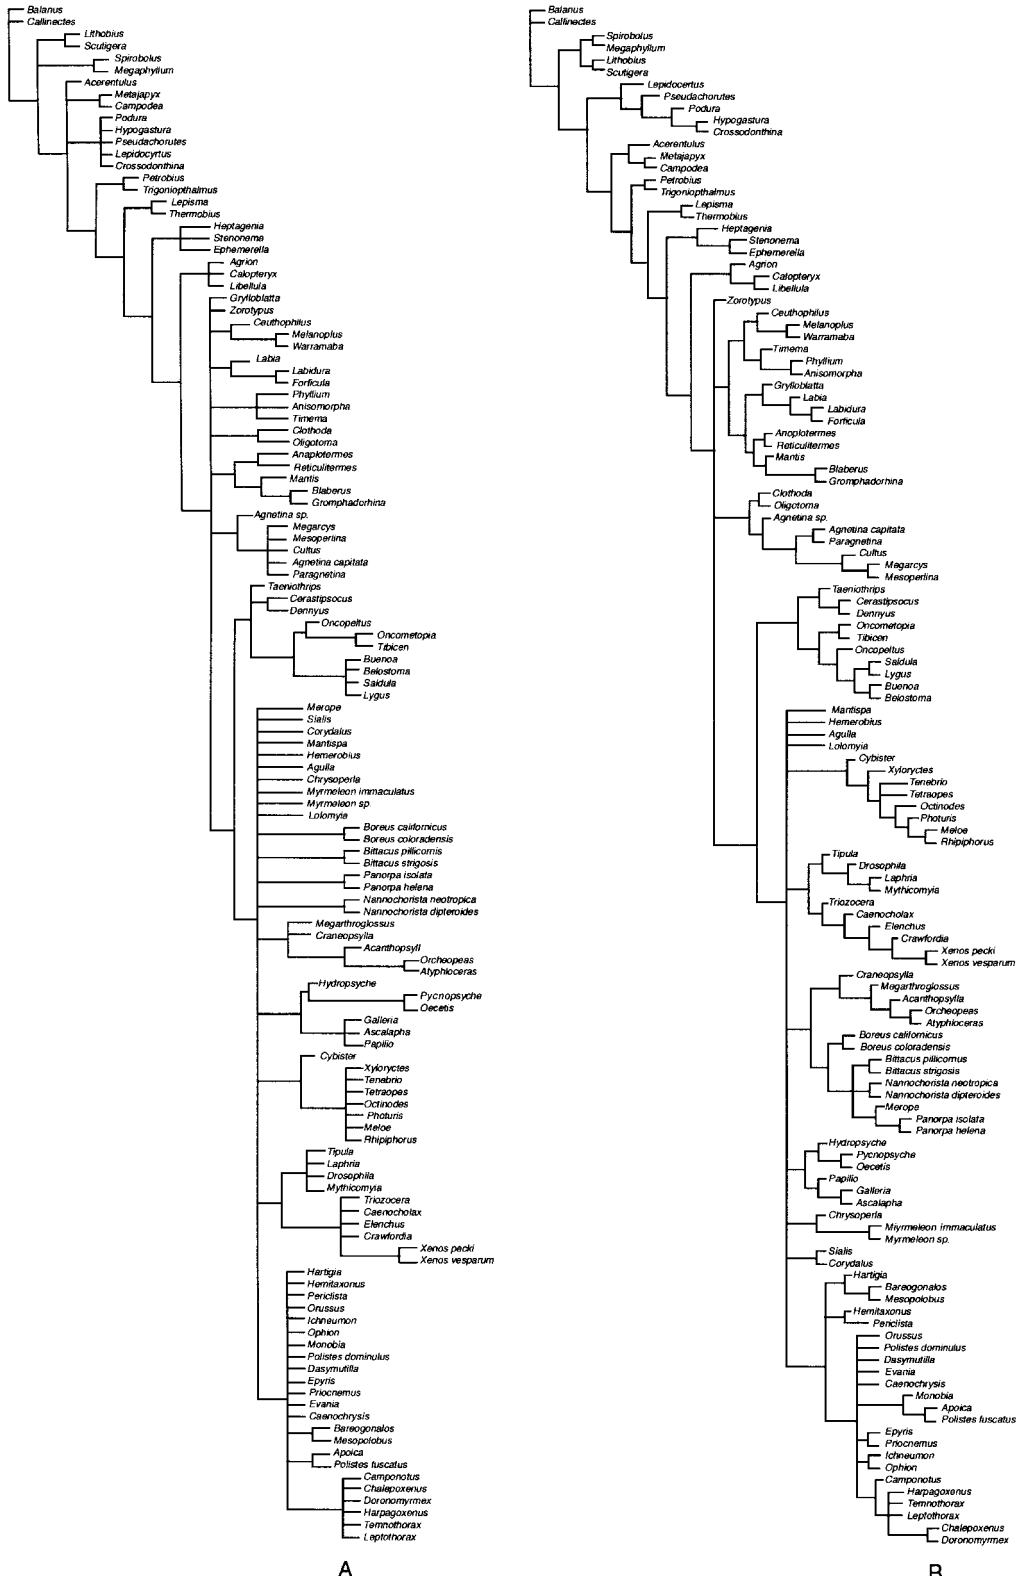 Balanus
Callinectes
Lithobius
Scutigera
Spirobolus
Megaphyllum
Acerentulus
Metajapyx
Campodea
Podura
Hypogastura
Pseudachorutes
Lepidocyrtus
Crossodonthina
Petrobius
Trigoniopthalmus
Lepisma
Thermobius
Heptagenia
Stenonema
Ephemerella
Agrion
Calopteryx
Libellula
Grylloblatta
Zorotypus
Ceuthophilus
Melanoplus
Warramaba
Labia
Labidura
Forficula
Phyllium
Anisomorpha
Timema
Clothoda
Oligotoma
Anaplotermes
Reticulitermes
Mantis
Blaberus
Gromphadorhina
Agnetina sp.
Megarcys
Mesoperlina
Cultus
Agnetina capitata
Paragnetina
Taeniothrips
Cerastipsocus
Dennyus
Oncopeltus
Oncometopia
Tibicen
Buenoa
Belostoma
Saldula
Lygus
Merope
Sialis
Corydalus
Mantispa
Hemerobius
Agulla
Chrysoperla
Myrmeleon immaculatus
Myrmeleon sp.
Lolomyia
Boreus californicus
Boreus coloradensis
Bittacus pillicornis
Bittacus strigosis
Panorpa isolata
Panorpa helena
Nannochorista neotropica
Nannochorista dipteroides
Megarthroglossus
Craneopsylla
Acanthopsyll
Orcheopeas
Atyphloceras
Hydropsyche
Pycnopsyche
Oecetis
Galleria
Ascalapha
Papilio
Cybister
Xyloryctes
Tenebrio
Tetraopes
Octinodes
Photuris
Meloe
Rhipiphorus
Tipula
Laphria
Drosophila
Mythicomyia
Triozocera
Caenocholax
Elenchus
Crawfordia
Xenos pecki
Xenos vesparum
Hartigia
Hemitaxonus
Periclista
Orussus
Ichneumon
Ophion
Monobia
Polistes dominulus
Dasymutilla
Epyris
Priocnemus
Evania
Caenochrysis
Bareogonalos
Mesopolobus
Apoica
Polistes fuscatus
Camponotus
Chalepoxenus
Doronomyrmex
Harpagoxenus
Temnothorax
Leptothorax
A
Balanus
Callinectes
Spirobolus
Megaphyllum
Lithobius
Scutigera
Lepidocertus
Pseudachorutes
Podura
Hypogastura
Crossodonthina
Acerentulus
Metajapyx
Campodea
Petrobius
Trigoniopthalmus
Lepisma
Thermobius
Heptagenia
Stenonema
Ephemerella
Agrion
Calopteryx
Libellula
Zorotypus
Ceuthophilus
Melanoplus
Warramaba
Timema
Phyllium
Anisomorpha
Grylloblatta
Labia
Labidura
Forficula
Anoplotermes
Reticulitermes
Mantis
Blaberus
Gromphadorhina
Clothoda
Oligotoma
Agnetina sp.
Agnetina capitata
Paragnetina
Cultus
Megarcys
Mesoperlina
Taeniothrips
Cerastipsocus
Dennyus
Oncometopia
Tibicen
Oncopeltus
Saldula
Lygus
Buenoa
Belostoma
Mantispa
Hemerobius
Agulla
Lolomyia
Cybister
Xyloryctes
Tenebrio
Tetraopes
Octinodes
Photuris
Meloe
Rhipiphorus
Tipula
Drosophila
Laphria
Mythicomyia
Triozocera
Caenocholax
Elenchus
Crawfordia
Xenos pecki
Xenos vesparum
Craneopsylla
Megarthroglossus
Acanthopsylla
Orcheopeas
Atyphloceras
Boreus californicus
Boreus coloradensis
Bittacus pillicornus
Bittacus strigosis
Nannochorista neotropica
Nannochorista dipteroides
Merope
Panorpa isolata
Panorpa helena
Hydropsyche
Pycnopsyche
Oecetis
Papilio
Galleria
Ascalapha
Chrysoperla
Miyrmeleon immaculatus
Myrmeleon sp.
Sialis
Corydalus
Hartigia
Bareogonalos
Mesopolobus
Hemitaxonus
Periclista
Orussus
Polistes dominulus
Dasymutilla
Evania
Caenochrysis
Monobia
Apoica
Polistes fuscatus
Epyris
Priocnemus
Ichneumon
Ophion
Camponotus
Harpagoxenus
Temnothorax
Leptothorax
Chalepoxenus
Doronomyrmex
B